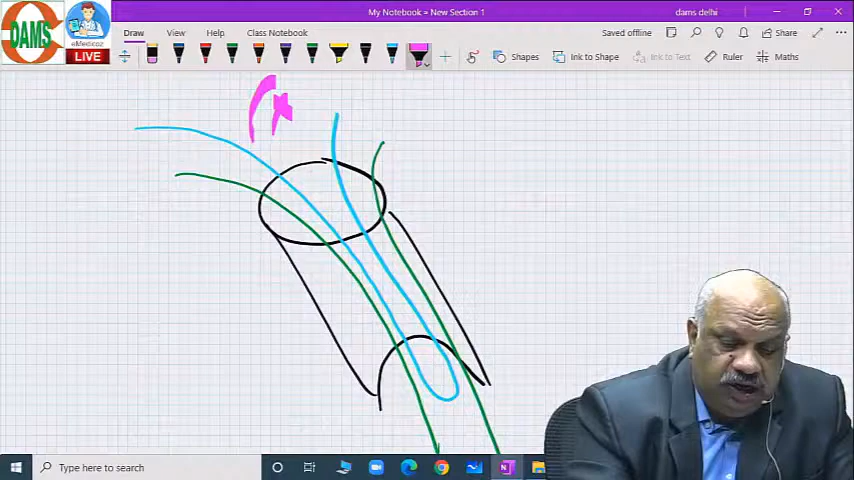 DAMS
eMedicoz
LIVE
My Notebook = New Section 1
dams delhi
Draw
View
Help
Class Notebook
Saved offline
Share
Shapes
Ink to Shape
Ink to Text
Ruler
Maths
Type here to search